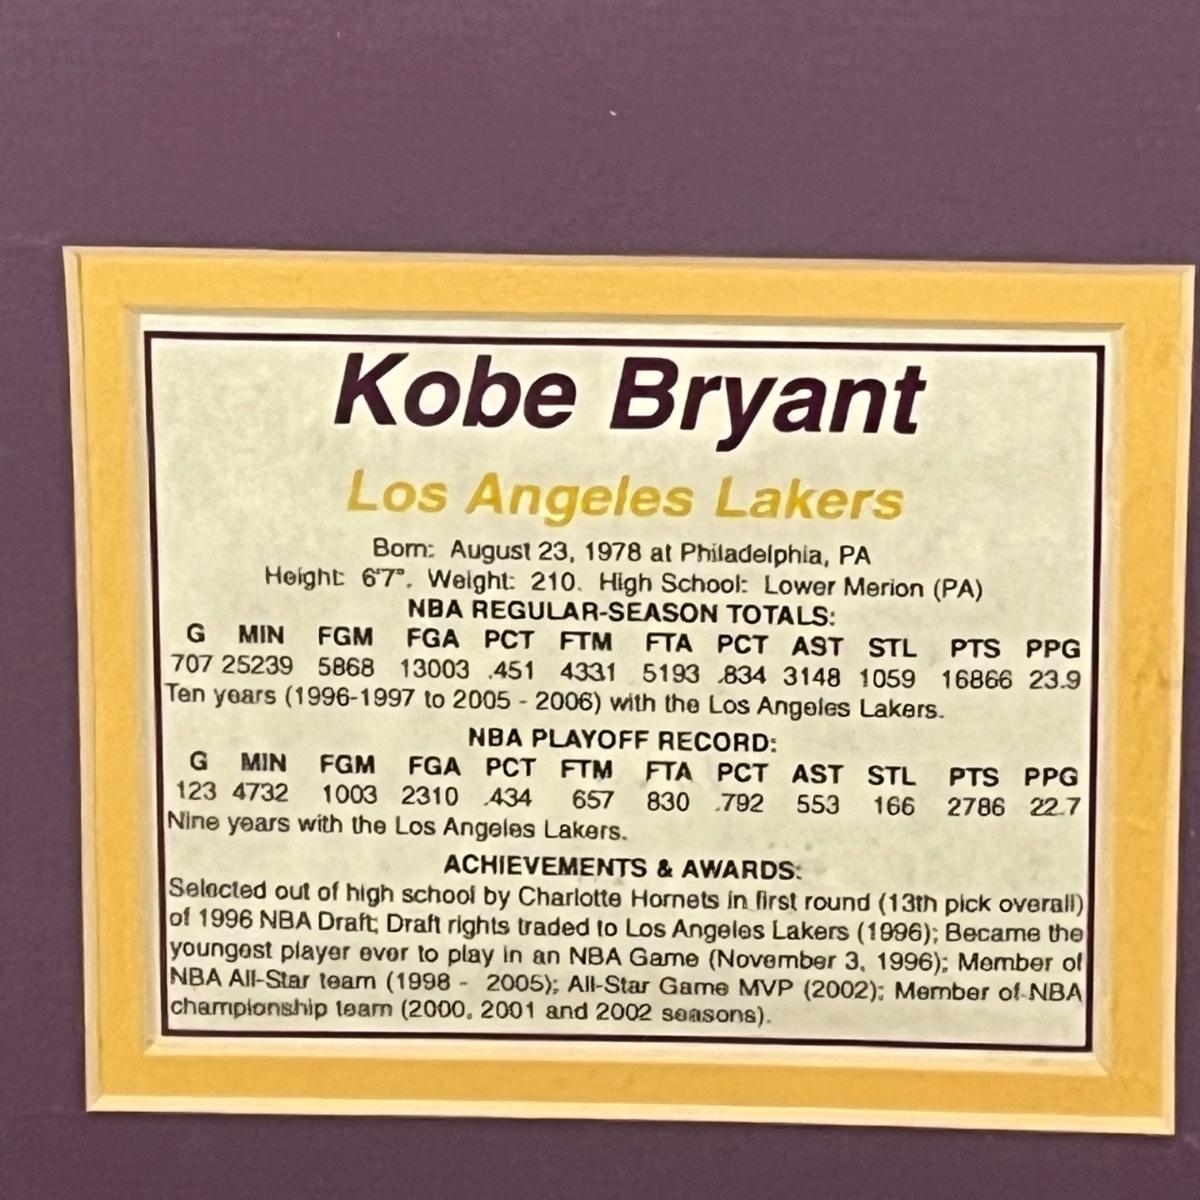 Kobe Bryant
Los Angeles Lakers
Born: August 23, 1978 at Philadelphia, PA
Height: 6'7". Weight: 210. High School: Lower Merion (PA)
NBA REGULAR-SEASON TOTALS:
G MIN FGM FGA PCT FTM FTA PCT AST STL PTS PPG
707 25239 5868 13003 .451 4331 5193 .834 3148 1059 16866 23.9
Ten years (1996-1997 to 2005 - 2006) with the Los Angeles Lakers.
NBA PLAYOFF RECORD:
G MIN FGM FGA PCT FTM FTA PCT AST STL PTS PPG
123 4732 1003 2310 .434 657 830 .792 553 166 2786 22.7
Nine years with the Los Angeles Lakers.
ACHIEVEMENTS & AWARDS:
Selected out of high school by Charlotte Hornets in first round (13th pick overall)
of 1996 NBA Draft; Draft rights traded to Los Angeles Lakers (1996); Became the
youngest player ever to play in an NBA Game (November 3, 1996); Member of
NBA All-Star team (1998 - 2005); All-Star Game MVP (2002); Member of NBA
championship team (2000, 2001 and 2002 seasons).